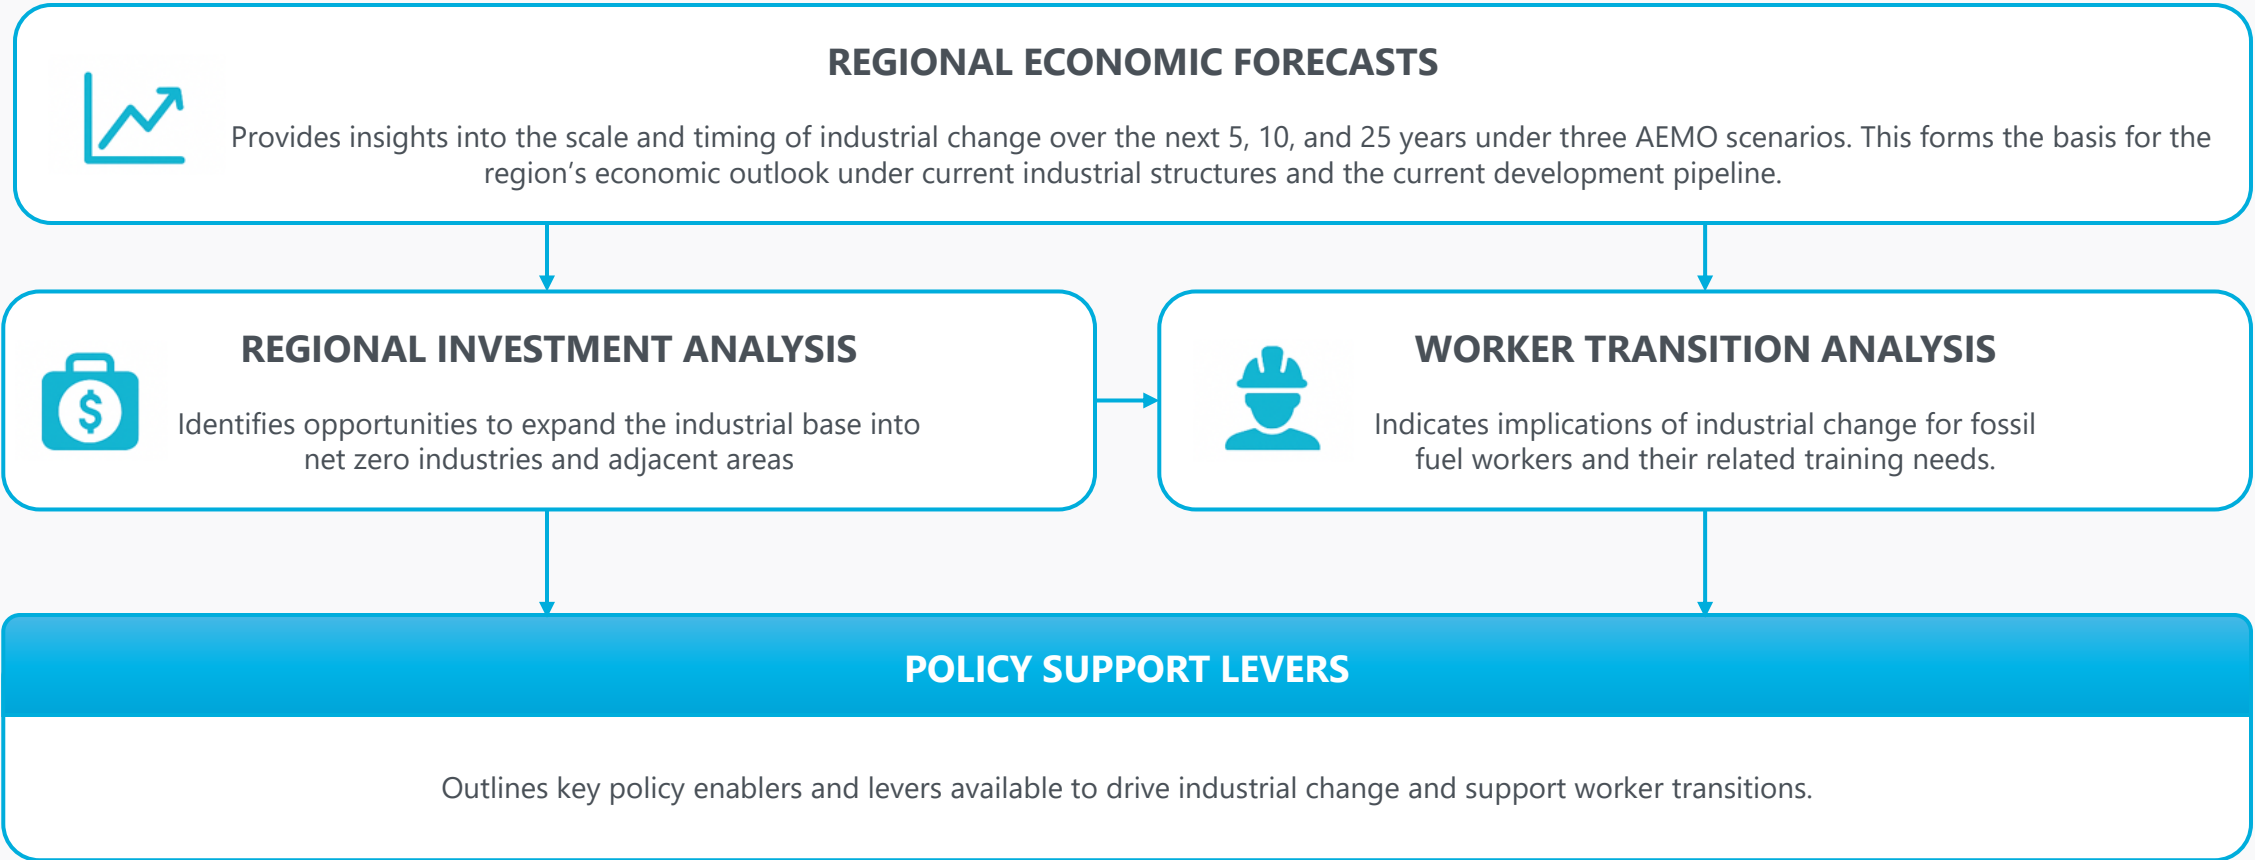 REGIONAL ECONOMIC FORECASTS
Provides insights into the scale and timing of industrial change over the next 5, 10, and 25 years under three AEMO scenarios. This forms the basis for the
region’s economic outlook under current industrial structures and the current development pipeline.
REGIONAL INVESTMENT ANALYSIS
$
Identifies opportunities to expand the industrial base into
net zero industries and adjacent areas
WORKER TRANSITION ANALYSIS
Indicates implications of industrial change for fossil
fuel workers and their related training needs.
POLICY SUPPORT LEVERS
Outlines key policy enablers and levers available to drive industrial change and support worker transitions.